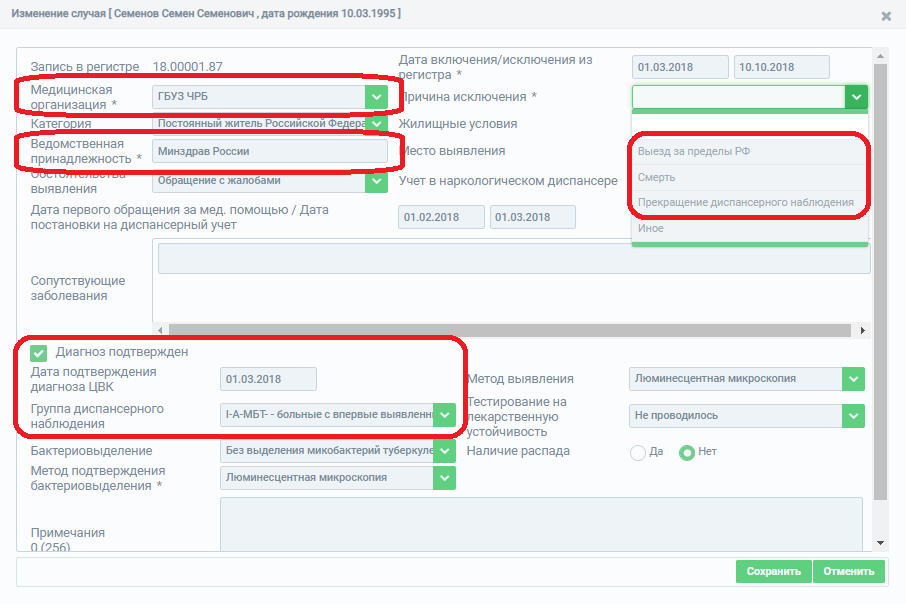 Изменение случая [ Семенов Семен Семенович , дата рождения 10.03.1995 ]
Запись в регистре 18.00001.87
Дата включения/исключения из
регистра *
01.03.2018 10.10.2018
Медицинская
организация *
ГБУЗ ЧРБ
Причина исключения *
Категория
Постоянный житель Российской Федера
Жилищные условия
Ведомственная
принадлежность *
Минздрав России
Место выявления
Выезд за пределы РФ
Смерть
Прекращение диспансерного наблюдения
Иное
Обстоятельства
выявления
Обращение с жалобами
Учет в наркологическом диспансере
Дата первого обращения за мед. помощью / Дата
постановки на диспансерный учет
01.02.2018 01.03.2018
Сопутствующие
заболевания
Диагноз подтвержден
Дата подтверждения
диагноза ЦВК
01.03.2018
Метод выявления
Люминесцентная микроскопия
Группа диспансерного
наблюдения
I-А-МБТ- - больные с впервые выявленн
Тестирование на
лекарственную
устойчивость
Не проводилось
Бактериовыделение
Без выделения микобактерий туберкуле
Наличие распада
Да Нет
Метод подтверждения
бактериовыделения *
Люминесцентная микроскопия
Примечания
0 (256)
Сохранить Отменить